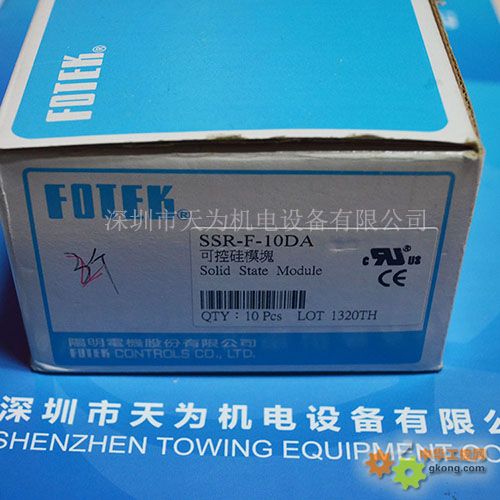 FOTEK®
FOTEK®
深圳市天为机电设备有限公司
SSR-F-10DA
可控硅模塊
Solid State Module
QTY : 10 Pcs LOT 1320TH
c RU US
CE
陽明電機股份有限公司
FOTEK CONTROLS CO., LTD.
深圳市天为机电设备有限公
SHENZHEN TOWING EQUIPMENT CO
gkong.com